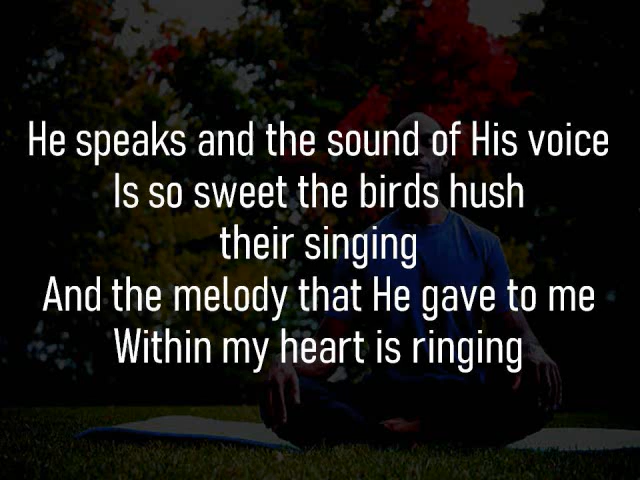 He speaks and the sound of His voice
Is so sweet the birds hush
their singing
And the melody that He gave to me
Within my heart is ringing